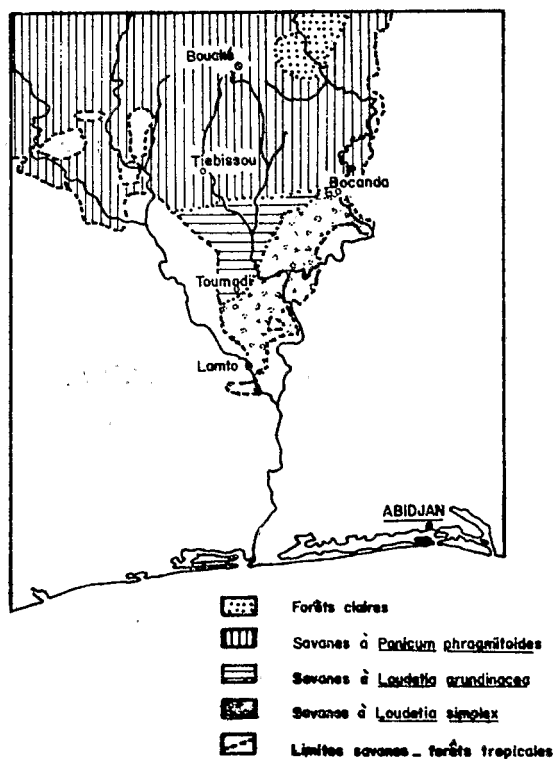 Bouaké
Tiebissou
Bocanda
Toumodi
Lamto
ABIDJAN
Forêts claires
Savanes à Panicum phragmitoides
Savanes à Loudetia arundinacea
Savanes à Loudetia simplex
Limites savanes _ forêts tropicales